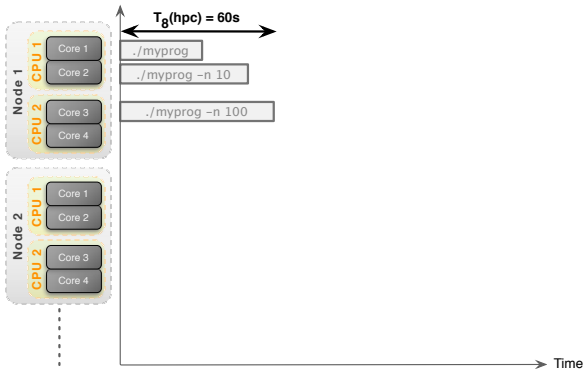 T8(hpc) = 60s
Node 1
CPU 1
Core 1
./myprog
Core 2
./myprog -n 10
CPU 2
Core 3
./myprog -n 100
Core 4
Node 2
CPU 1
Core 1
Core 2
CPU 2
Core 3
Core 4
Time